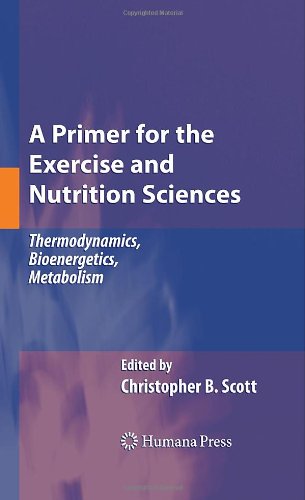 A Primer for the
Exercise and
Nutrition Sciences
Thermodynamics,
Bioenergetics,
Metabolism
Edited by
Christopher B. Scott
Humana Press